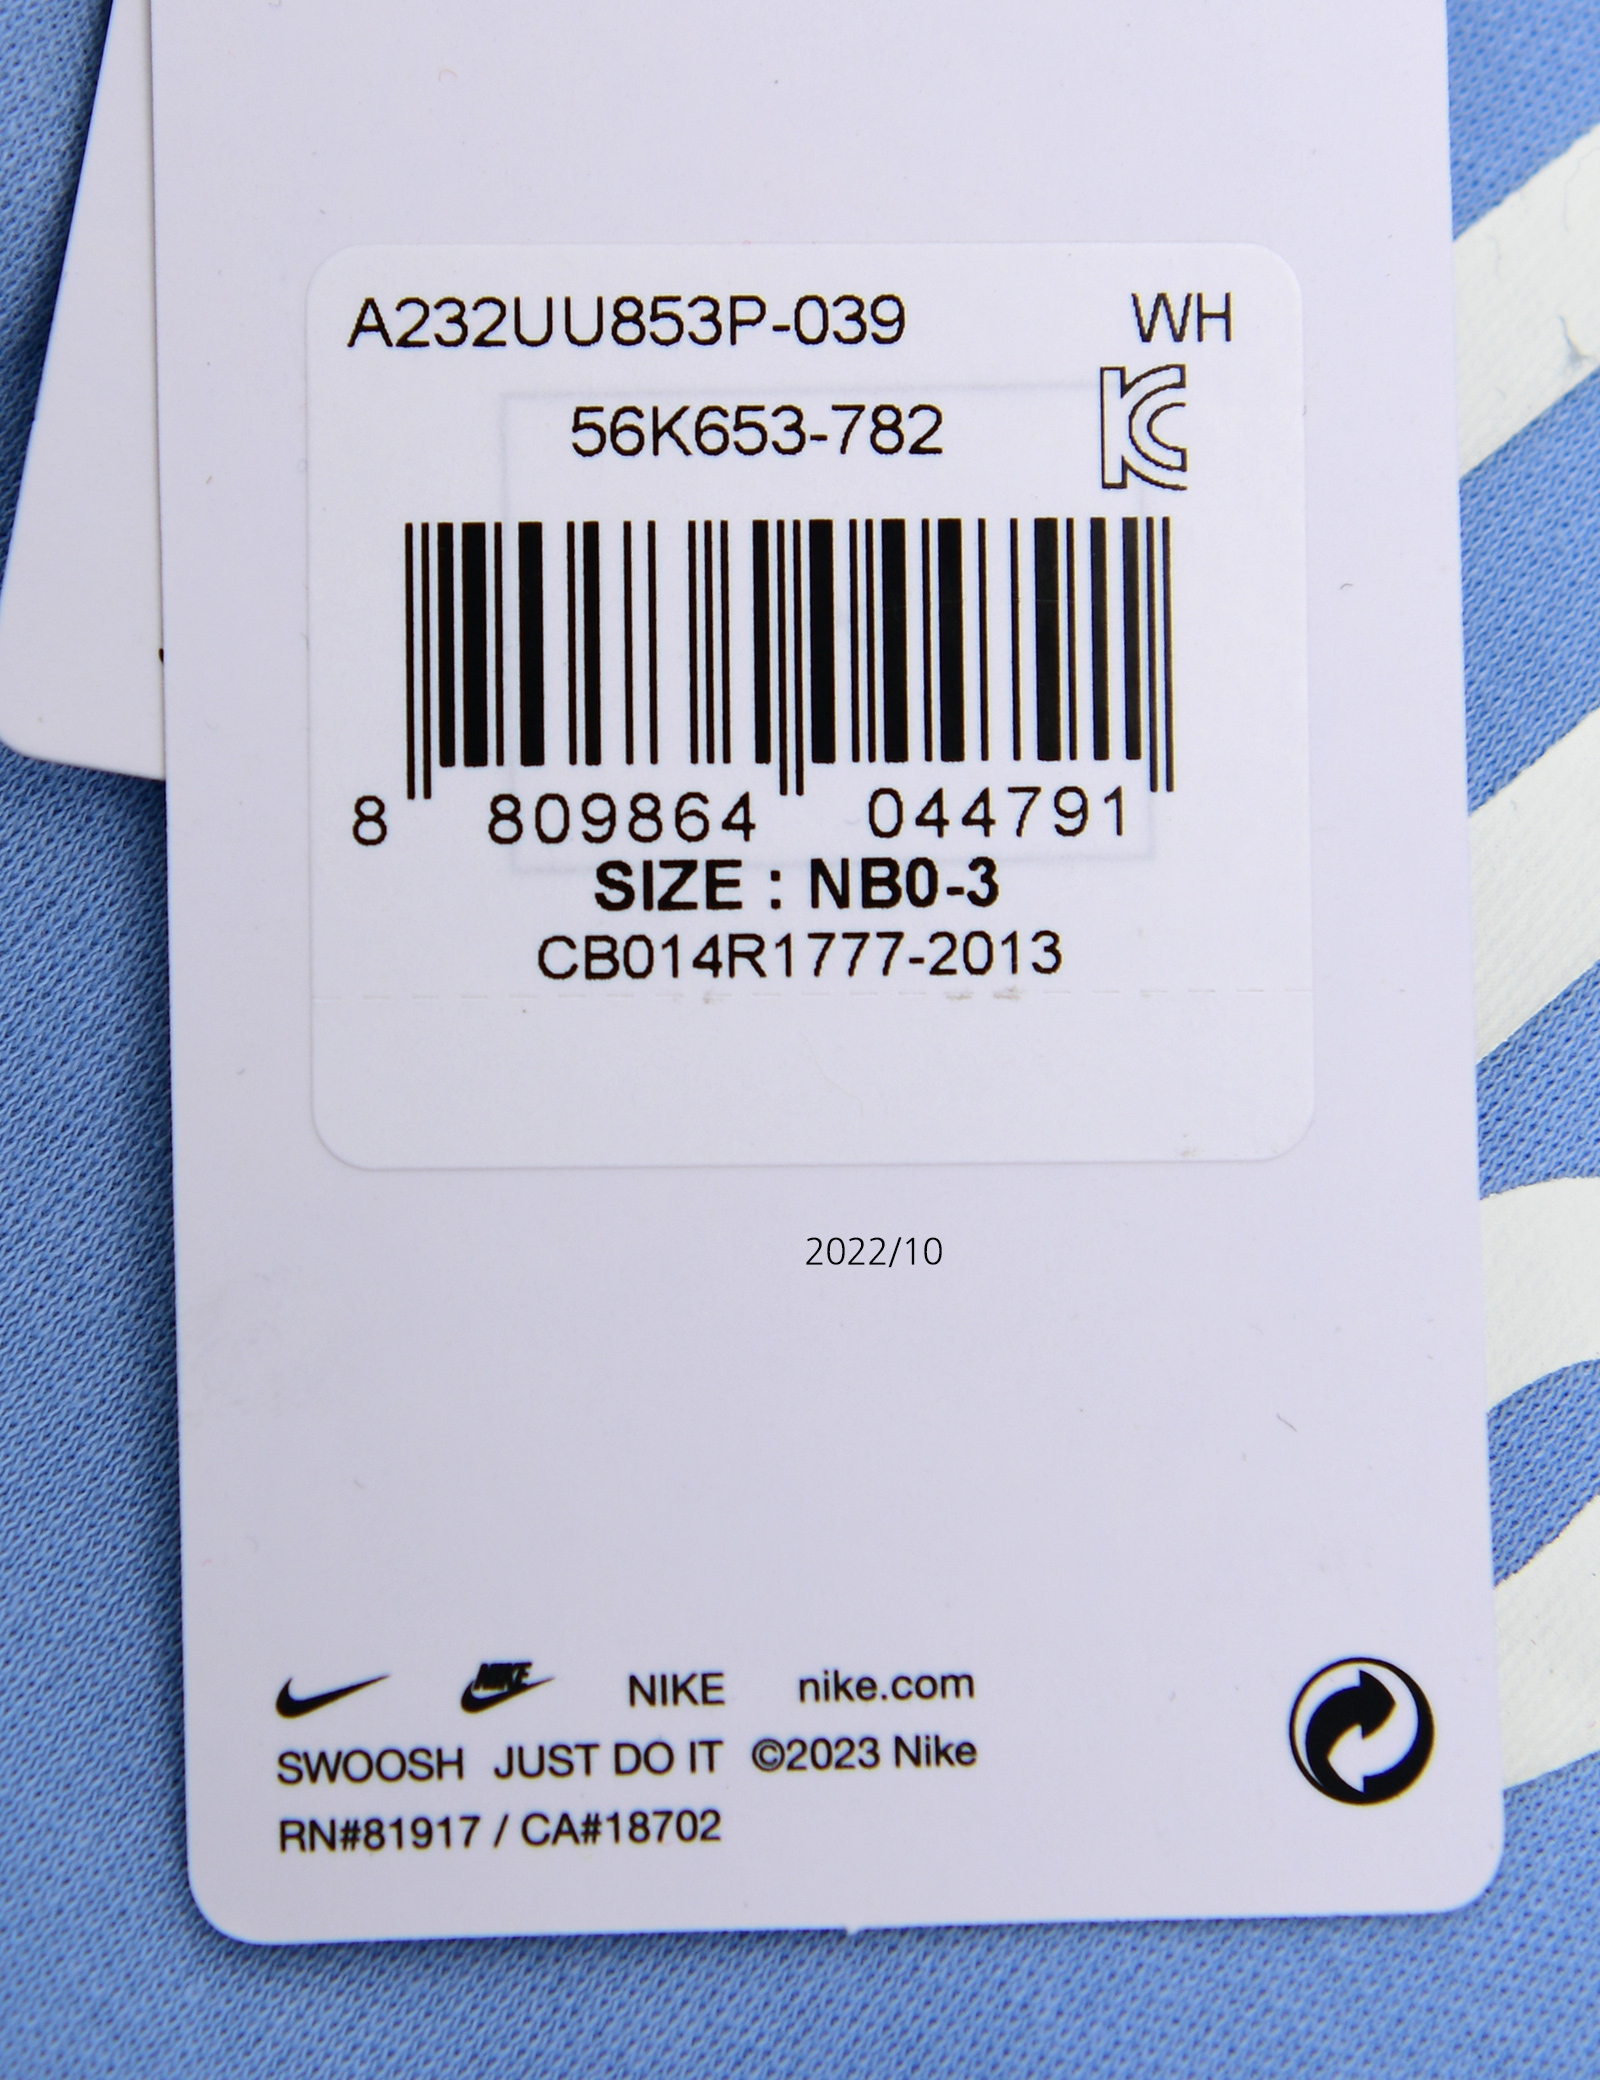 A232UU853P-039 WH
56K653-782
8 809864 044791
SIZE : NB0-3
CB014R1777-2013
2022/10
NIKE NIKE nike.com
SWOOSH JUST DO IT ©2023 Nike
RN#81917 / CA#18702